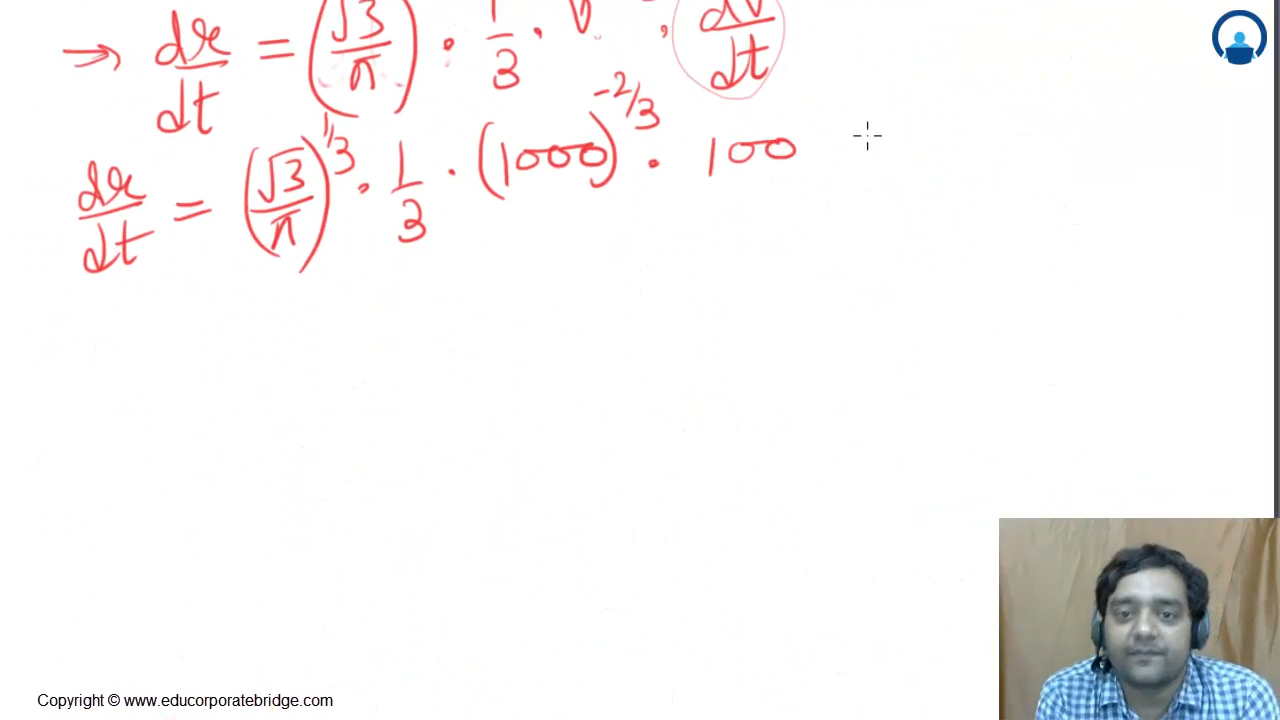 → dr/dt = (√3/π) · 1/3 · v · dv/dt
dr/dt = (√3/π)^1/3 · 1/3 · (1000)^-2/3 · 100
Copyright © www.educorporatebridge.com